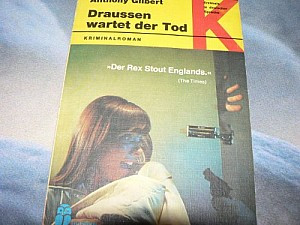 Anthony Gilbert
Draussen
wartet der Tod
KRIMINALROMAN
K
»Der Rex Stout Englands.«
(The Times)